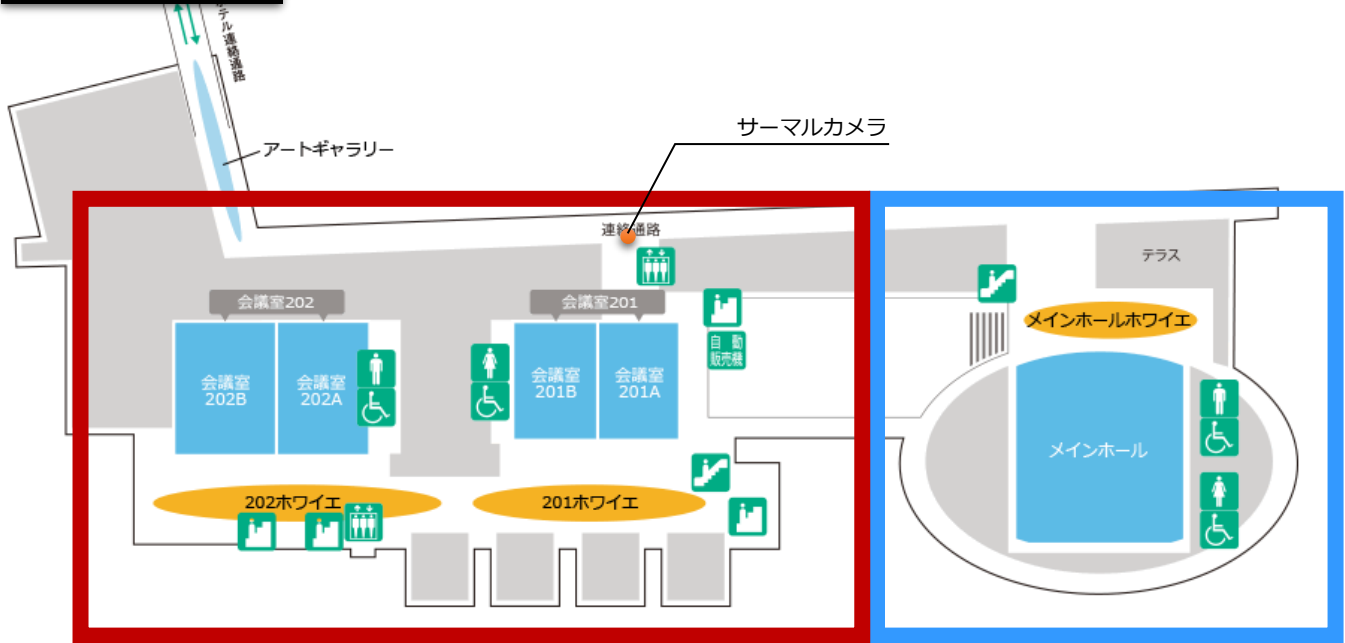 テル連絡通路
アートギャラリー
サーマルカメラ
連絡通路
テラス
会議室202
会議室201
自 動
販売機
メインホールホワイエ
会議室
202B
会議室
202A
会議室
201B
会議室
201A
メインホール
202ホワイエ
201ホワイエ